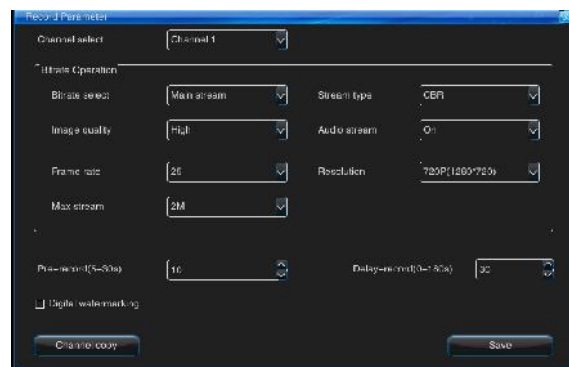 Record Parameter
Channel select Channel 1
Bitrate Operation
Bitrate select Main stream Stream type CBR
Image quality High Audio stream On
Frame rate 25 Resolution 720P(1280*720)
Max stream 2M
Pre-record(5-30s) 10 Delay-record(0-180s) 30
Digital watermarking
Channel copy Save